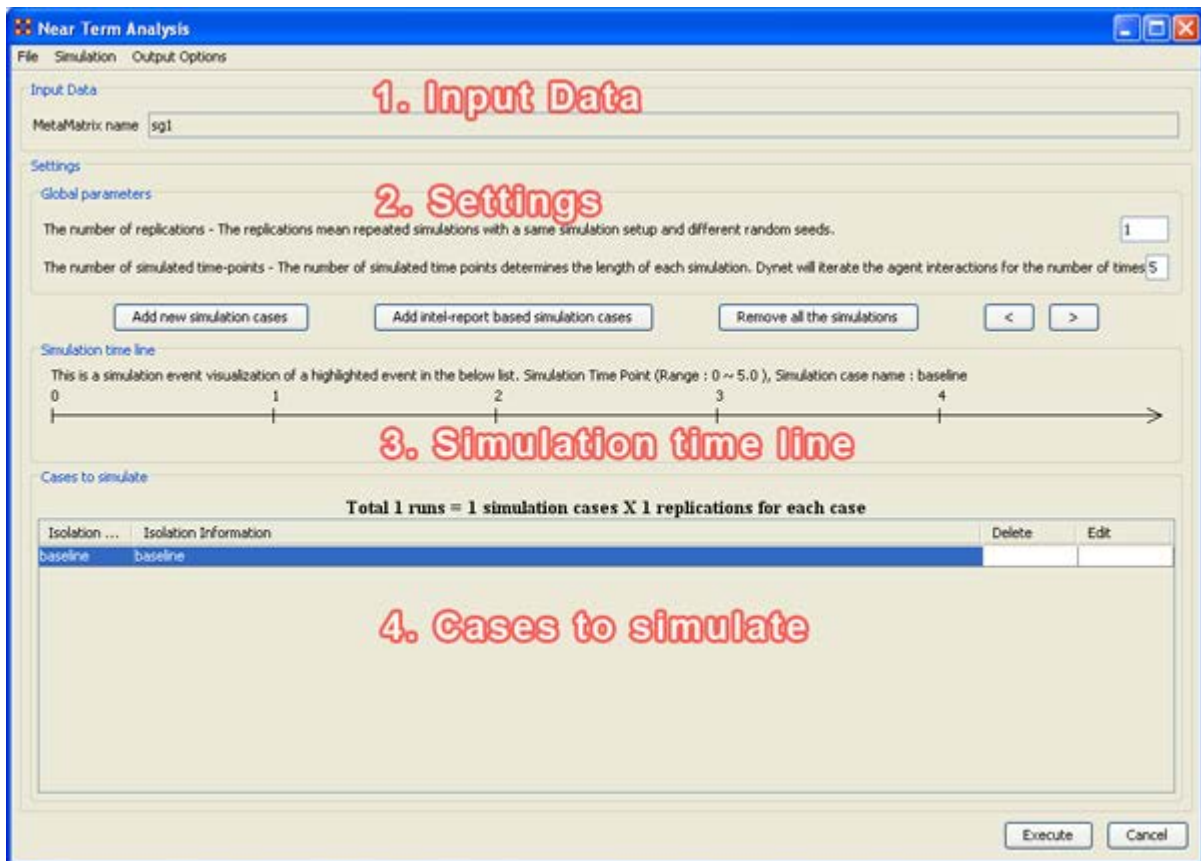 Near Term Analysis
File Simulation Output Options
Input Data
1. Input Data
MetaMatrix name sg1
Settings
Global parameters
2. Settings
The number of replications - The replications mean repeated simulations with a same simulation setup and different random seeds. 1
The number of simulated time-points - The number of simulated time points determines the length of each simulation. Dynet will iterate the agent interactions for the number of times 5
Add new simulation cases Add intel-report based simulation cases Remove all the simulations < >
Simulation time line
This is a simulation event visualization of a highlighted event in the below list. Simulation Time Point (Range : 0 ~ 5.0 ), Simulation case name : baseline
0 1 2 3 4
3. Simulation time line
Cases to simulate
Total 1 runs = 1 simulation cases X 1 replications for each case
Isolation ... Isolation Information Delete Edit
baseline baseline
4. Cases to simulate
Execute Cancel